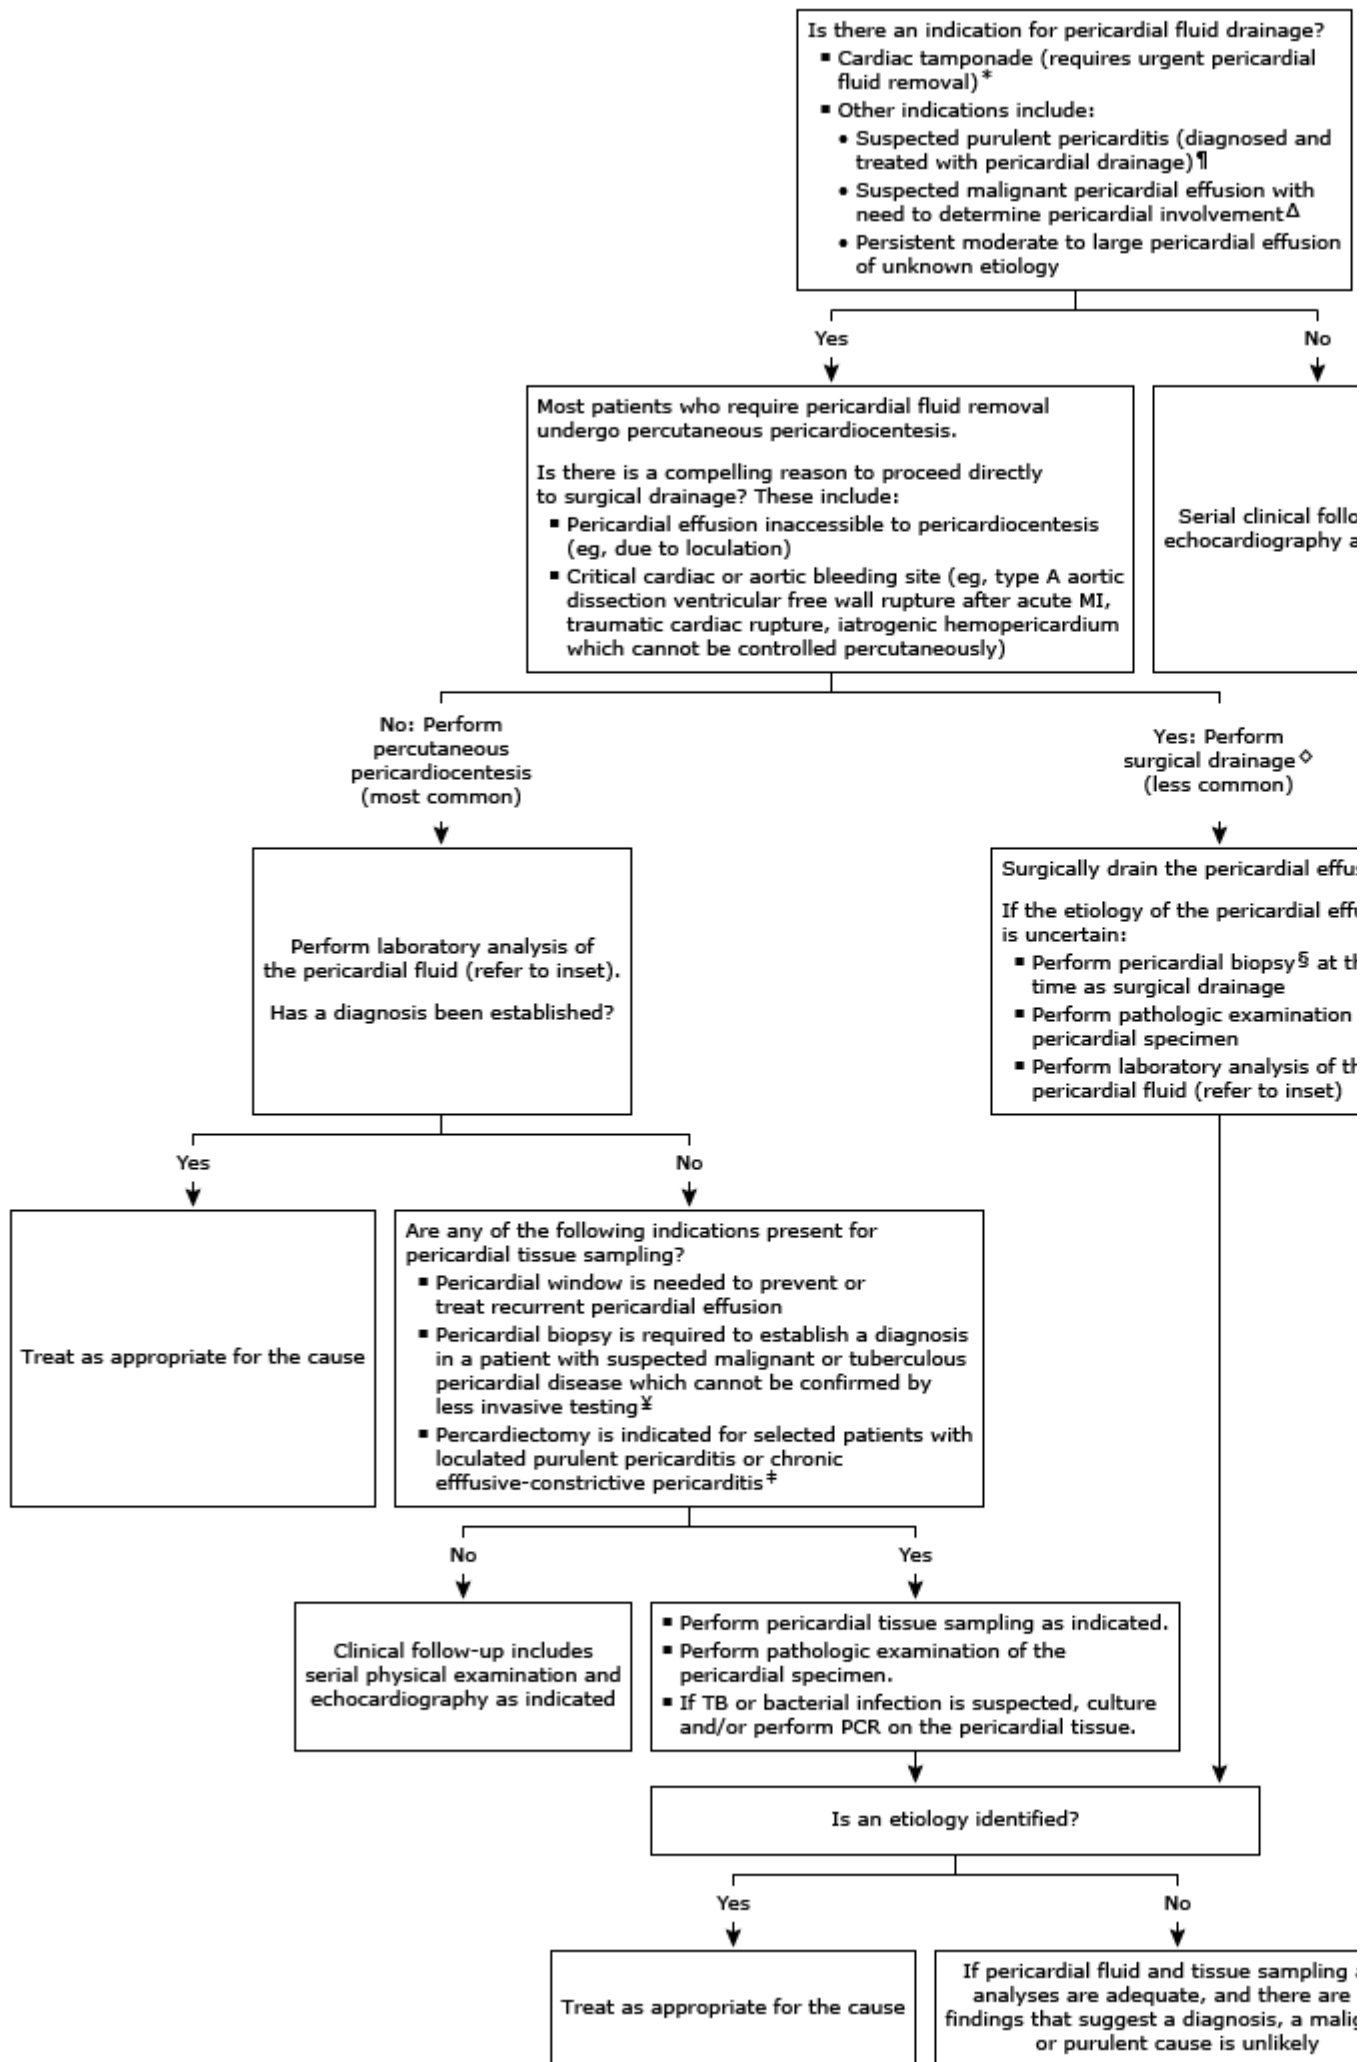 Is there an indication for pericardial fluid drainage?
▪ Cardiac tamponade (requires urgent pericardial
fluid removal)*
▪ Other indications include:
• Suspected purulent pericarditis (diagnosed and
treated with pericardial drainage)¶
• Suspected malignant pericardial effusion with
need to determine pericardial involvementΔ
• Persistent moderate to large pericardial effusion
of unknown etiology
Yes
No
Most patients who require pericardial fluid removal
undergo percutaneous pericardiocentesis.
Is there is a compelling reason to proceed directly
to surgical drainage? These include:
▪ Pericardial effusion inaccessible to pericardiocentesis
(eg, due to loculation)
▪ Critical cardiac or aortic bleeding site (eg, type A aortic
dissection ventricular free wall rupture after acute MI,
traumatic cardiac rupture, iatrogenic hemopericardium
which cannot be controlled percutaneously)
Serial clinical follo
echocardiography a
No: Perform
percutaneous
pericardiocentesis
(most common)
Yes: Perform
surgical drainage◇
(less common)
Perform laboratory analysis of
the pericardial fluid (refer to inset).
Has a diagnosis been established?
Surgically drain the pericardial effus
If the etiology of the pericardial effu
is uncertain:
▪ Perform pericardial biopsy§ at th
time as surgical drainage
▪ Perform pathologic examination
pericardial specimen
▪ Perform laboratory analysis of th
pericardial fluid (refer to inset)
Yes
No
Treat as appropriate for the cause
Are any of the following indications present for
pericardial tissue sampling?
▪ Pericardial window is needed to prevent or
treat recurrent pericardial effusion
▪ Pericardial biopsy is required to establish a diagnosis
in a patient with suspected malignant or tuberculous
pericardial disease which cannot be confirmed by
less invasive testing¥
▪ Percardiectomy is indicated for selected patients with
loculated purulent pericarditis or chronic
efffusive-constrictive pericarditis‡
No
Yes
Clinical follow-up includes
serial physical examination and
echocardiography as indicated
▪ Perform pericardial tissue sampling as indicated.
▪ Perform pathologic examination of the
pericardial specimen.
▪ If TB or bacterial infection is suspected, culture
and/or perform PCR on the pericardial tissue.
Is an etiology identified?
Yes
No
Treat as appropriate for the cause
If pericardial fluid and tissue sampling a
analyses are adequate, and there are
findings that suggest a diagnosis, a malig
or purulent cause is unlikely